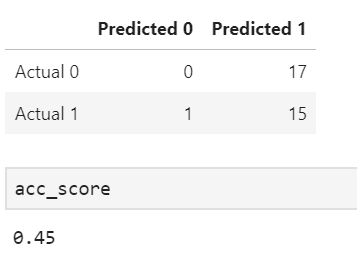 Predicted 0 Predicted 1
Actual 0 0 17
Actual 1 1 15
acc_score
0.45